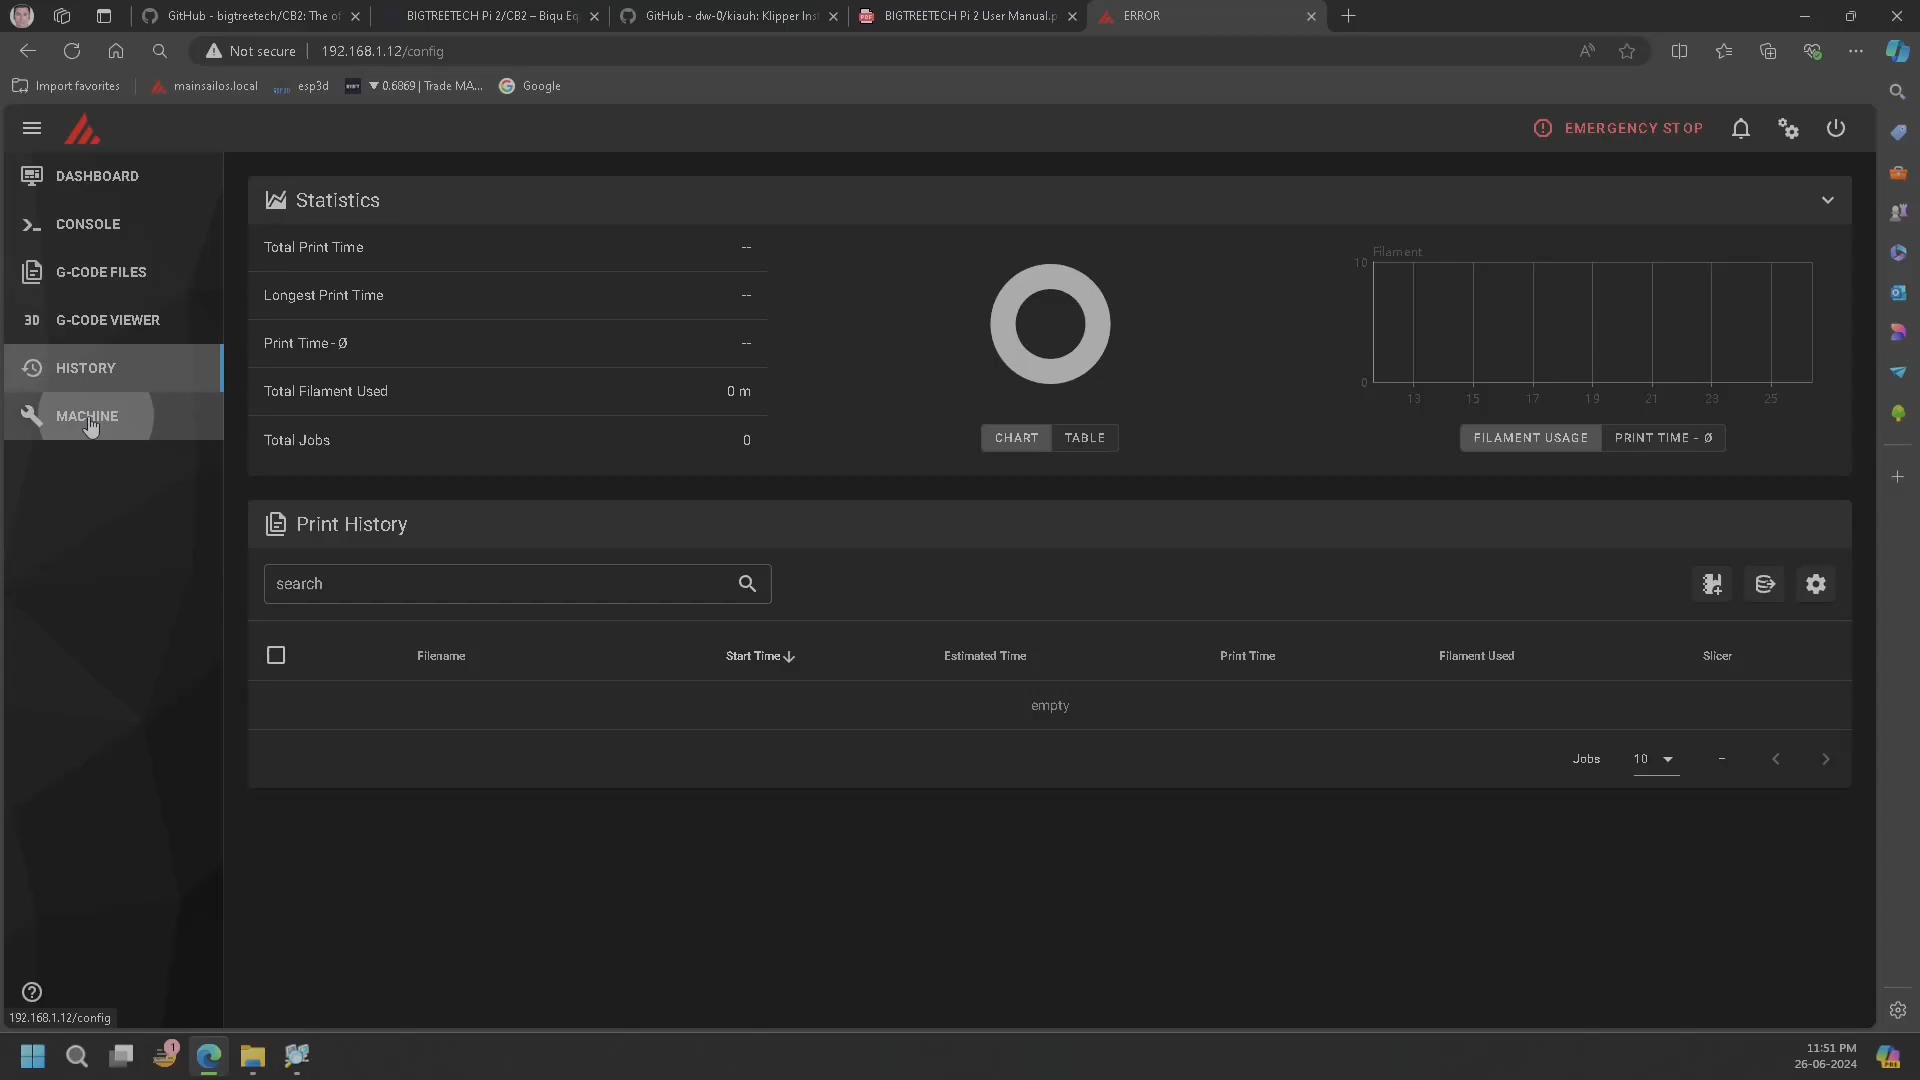 GitHub - bigtreetech/CB2: The of
BIGTREETECH Pi 2/CB2 – Biqu Eq
GitHub - dw-0/kiauh: Klipper Inst
BIGTREETECH Pi 2 User Manual.p
ERROR
Not secure
192.168.1.12/config
Import favorites
mainsailos.local
esp3d
▼ 0.6869 | Trade MA...
Google
EMERGENCY STOP
DASHBOARD
CONSOLE
G-CODE FILES
3D G-CODE VIEWER
HISTORY
MACHINE
Statistics
Total Print Time --
Longest Print Time --
Print Time - Ø --
Total Filament Used 0 m
Total Jobs 0
CHART TABLE
Filament
10
0
13 15 17 19 21 23 25
FILAMENT USAGE PRINT TIME - Ø
Print History
search
Filename Start Time Estimated Time Print Time Filament Used Slicer
empty
Jobs 10 –
192.168.1.12/config
1
11:51 PM
26-06-2024
PRE